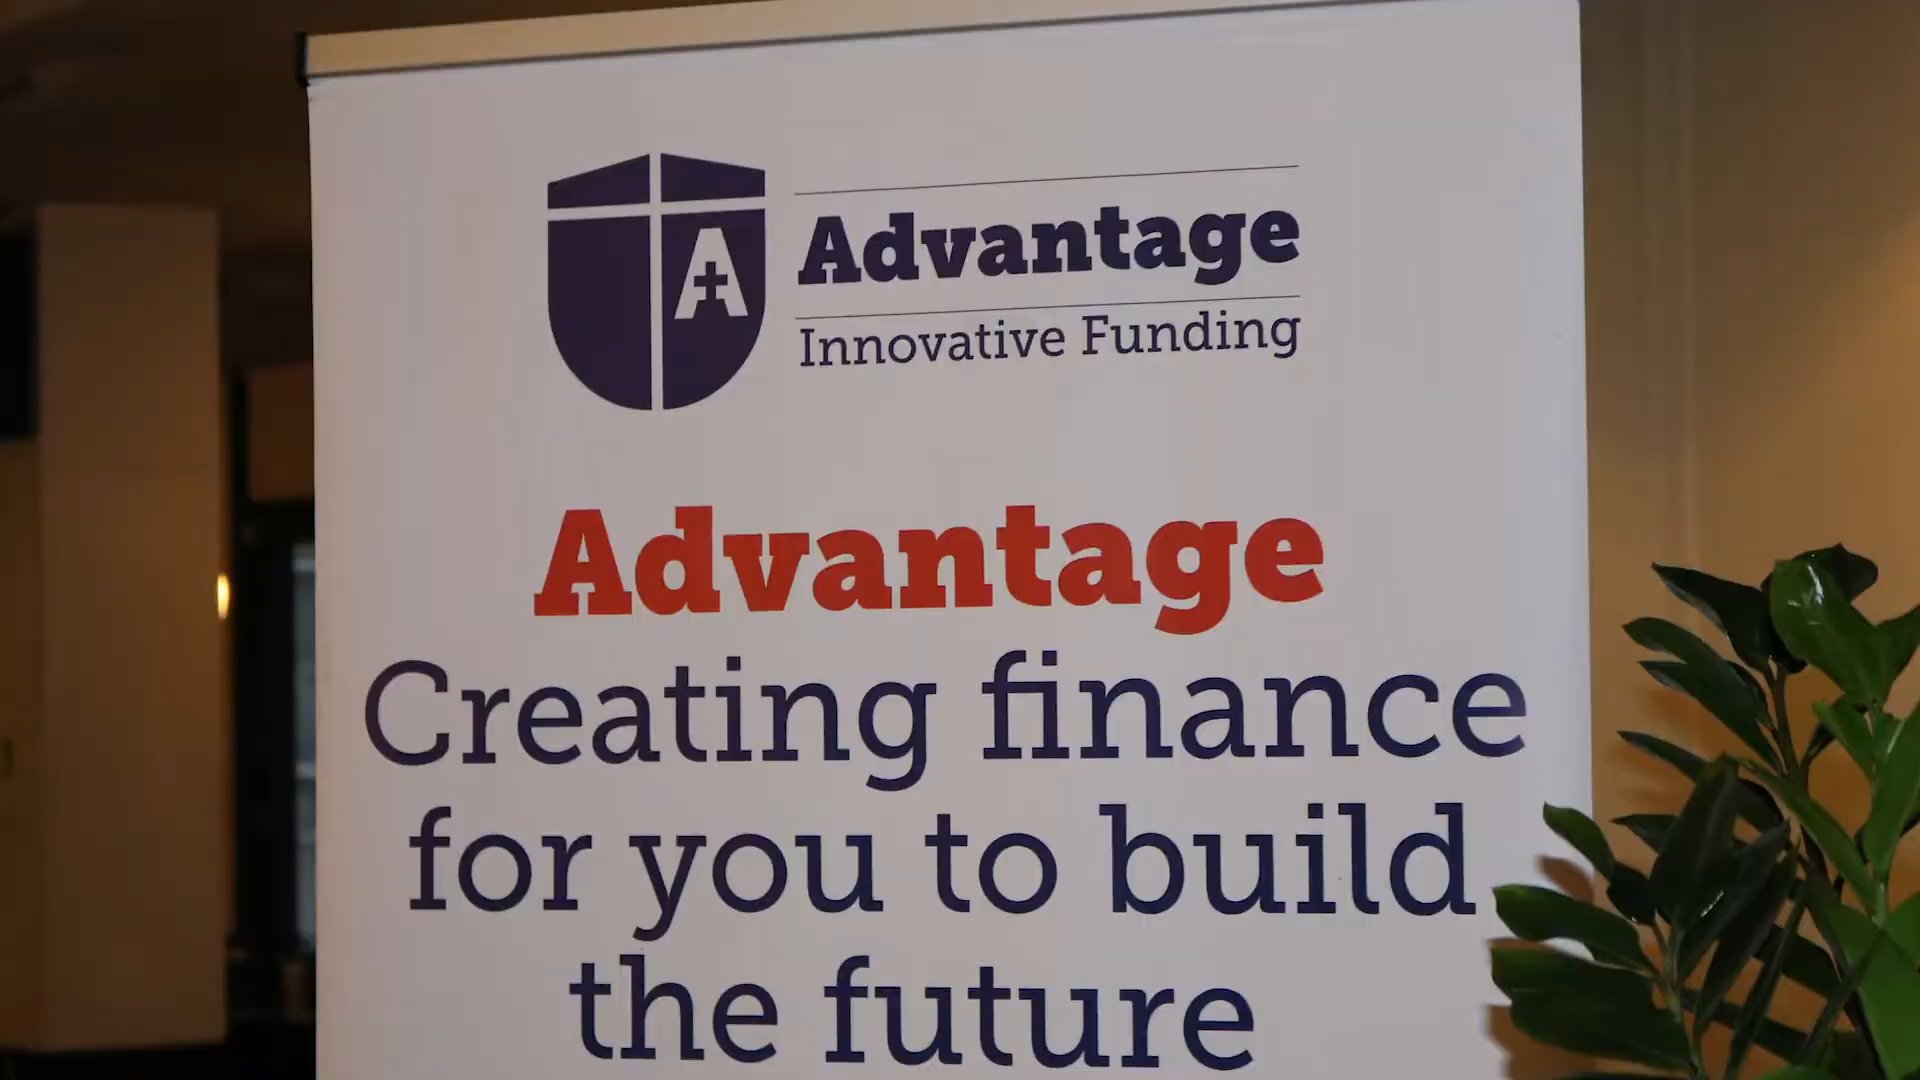 A
Advantage
Innovative Funding
Advantage
Creating finance
for you to build
the future